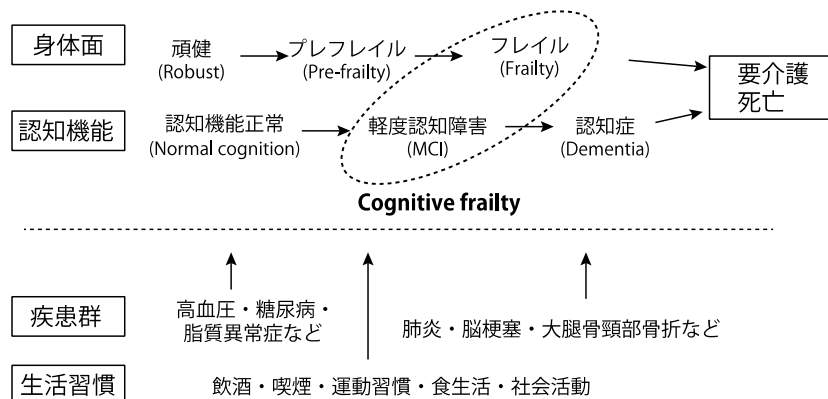 身体面
頑健
(Robust)
プレフレイル
(Pre-frailty)
フレイル
(Frailty)
要介護
死亡
認知機能
認知機能正常
(Normal cognition)
軽度認知障害
(MCI)
認知症
(Dementia)
Cognitive frailty
疾患群
高血圧・糖尿病・
脂質異常症など
肺炎・脳梗塞・大腿骨頸部骨折など
生活習慣
飲酒・喫煙・運動習慣・食生活・社会活動